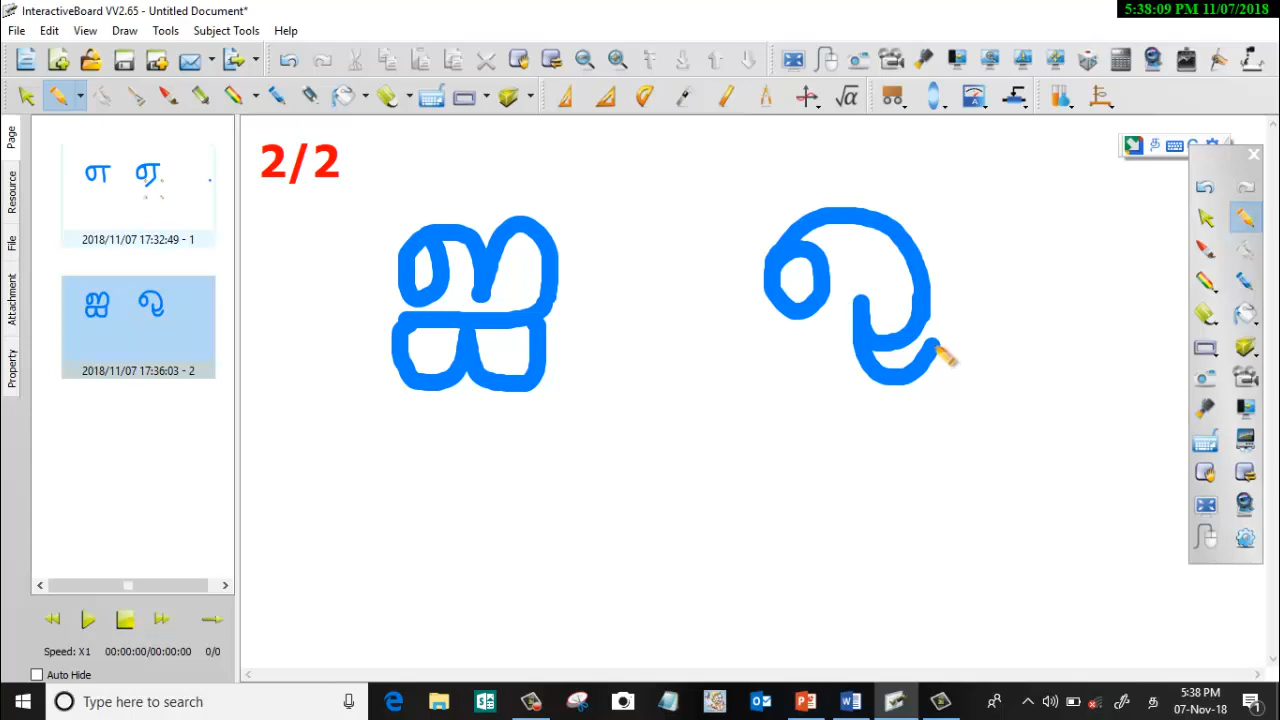 InteractiveBoard VV2.65 - Untitled Document*
5:38:09 PM 11/07/2018
File Edit View Draw Tools Subject Tools Help
Page
Resource
File
Attachment
Property
எ ஏ
2018/11/07 17:32:49 - 1
ஐ ஒ
2018/11/07 17:36:03 - 2
2/2
த
ஐ ஒ
Speed: X1 00:00:00/00:00:00 0/0
Auto Hide
Type here to search
த
5:38 PM
07-Nov-18
1